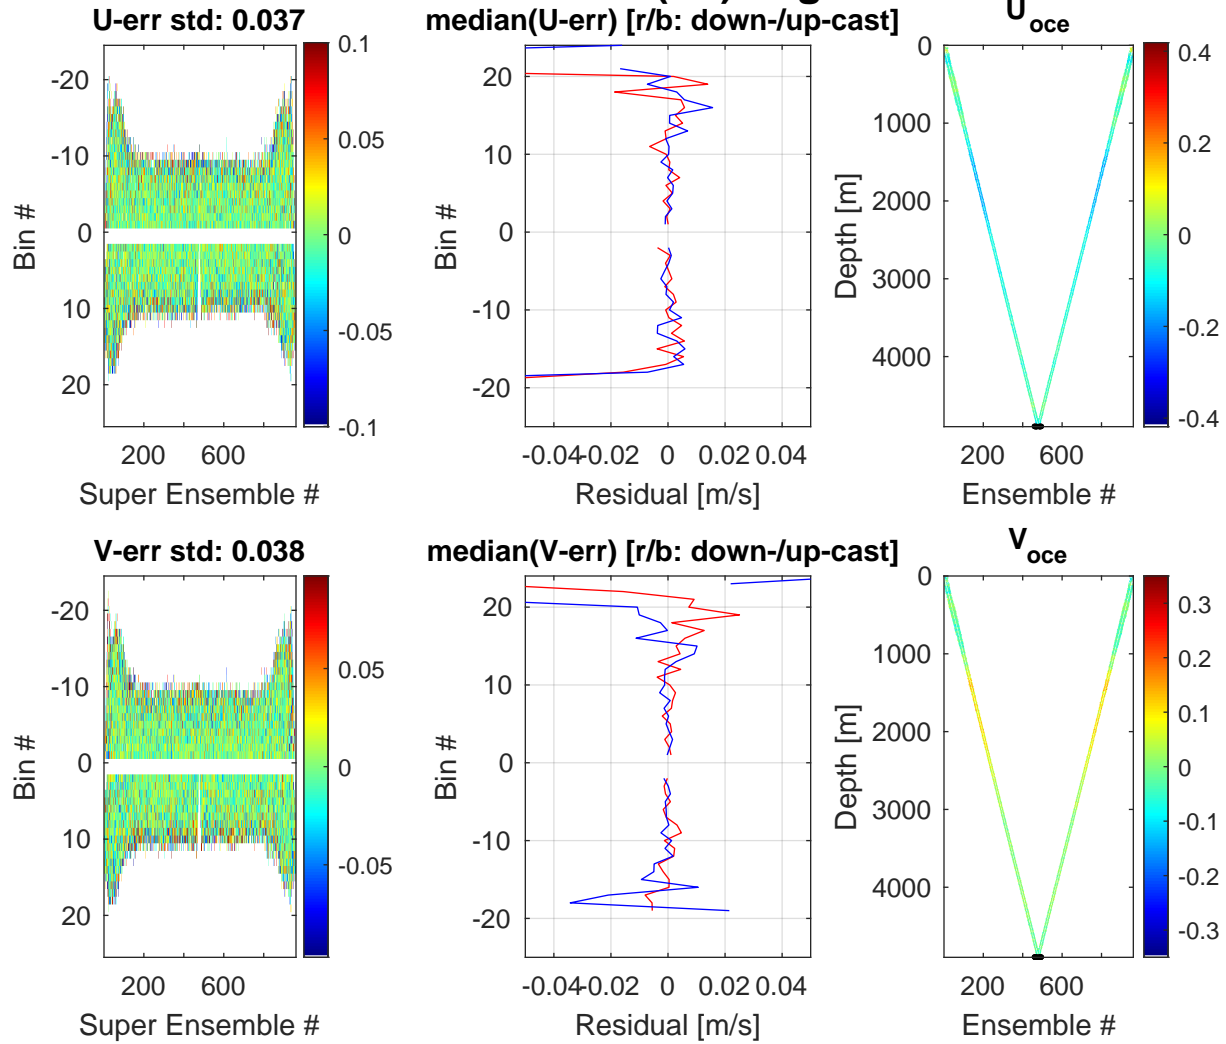 U-err std: 0.037
median(U-err) [r/b: down-/up-cast]
U_oce
-20
-10
0
10
20
Bin #
200 600
Super Ensemble #
0.1
0.05
0
-0.05
-0.1
20
10
0
-10
-20
Bin #
-0.04 -0.02 0 0.02 0.04
Residual [m/s]
0
1000
2000
3000
4000
Depth [m]
200 600
Ensemble #
0.4
0.2
0
-0.2
-0.4
V-err std: 0.038
median(V-err) [r/b: down-/up-cast]
V_oce
-20
-10
0
10
20
Bin #
200 600
Super Ensemble #
0.05
0
-0.05
20
10
0
-10
-20
Bin #
-0.04 -0.02 0 0.02 0.04
Residual [m/s]
0
1000
2000
3000
4000
Depth [m]
200 600
Ensemble #
0.3
0.2
0.1
0
-0.1
-0.2
-0.3